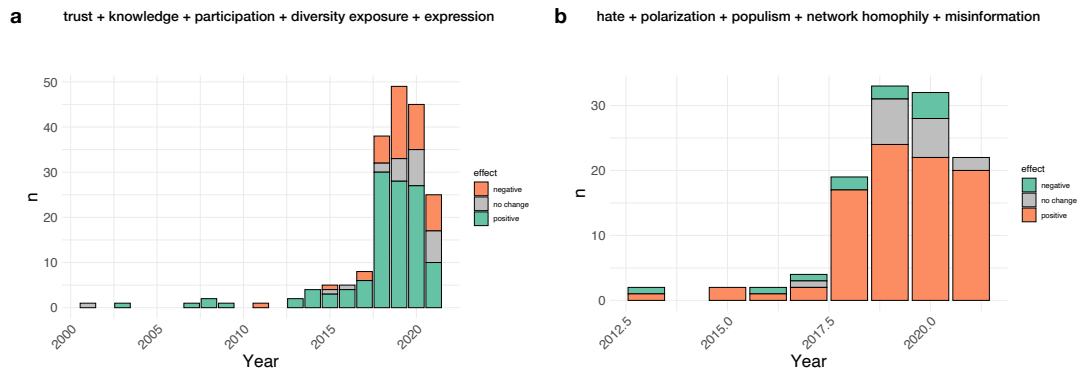 a trust + knowledge + participation + diversity exposure + expression
50
40
30
20
10
0
n
2000
2005
2010
2015
2020
Year
effect
negative
no change
positive
b hate + polarization + populism + network homophily + misinformation
30
20
10
0
n
2012.5
2015.0
2017.5
2020.0
Year
effect
negative
no change
positive